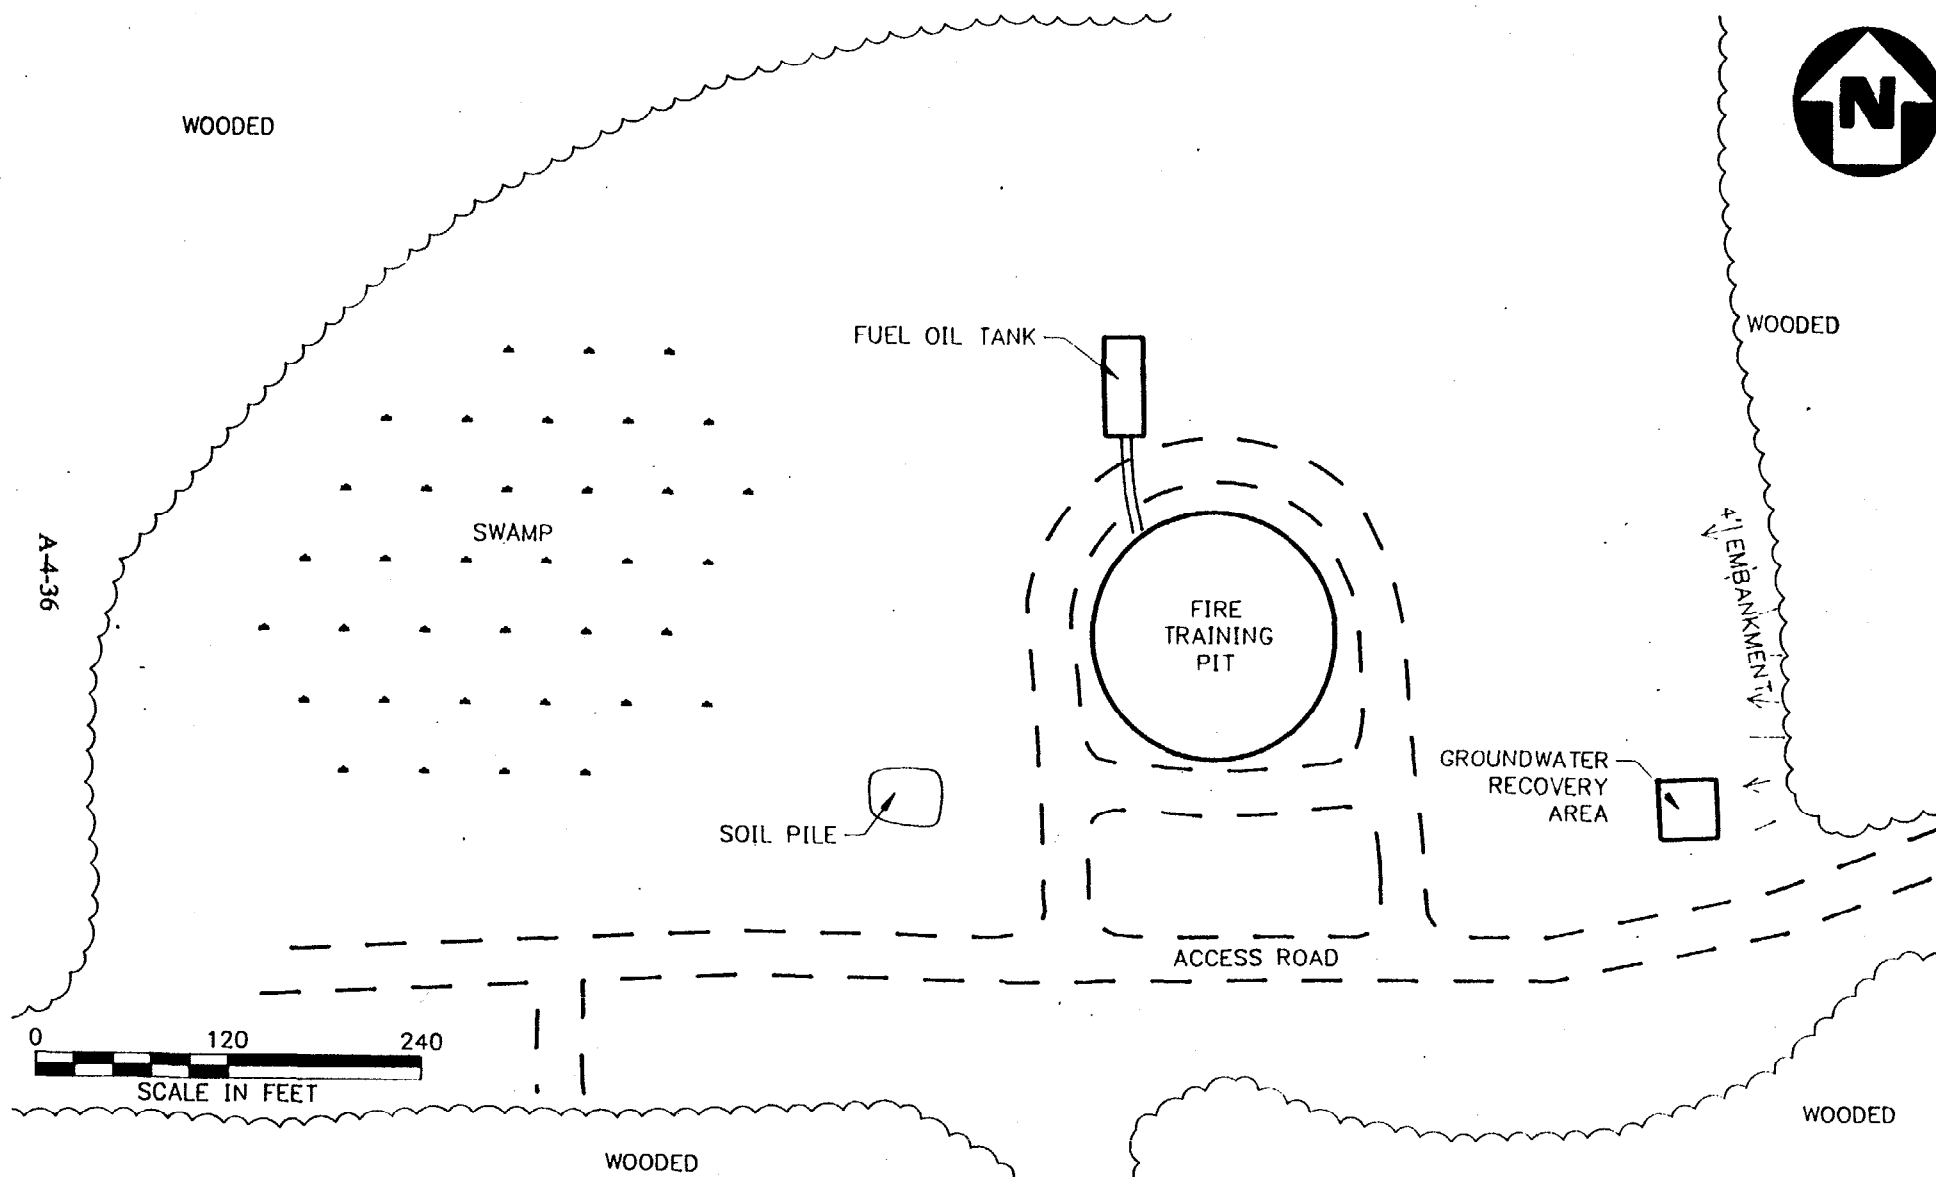 WOODED
N
FUEL OIL TANK
WOODED
SWAMP
4' EMBANKMENT
A-4-36
FIRE
TRAINING
PIT
GROUNDWATER
RECOVERY
AREA
SOIL PILE
ACCESS ROAD
0 120 240
SCALE IN FEET
WOODED
WOODED